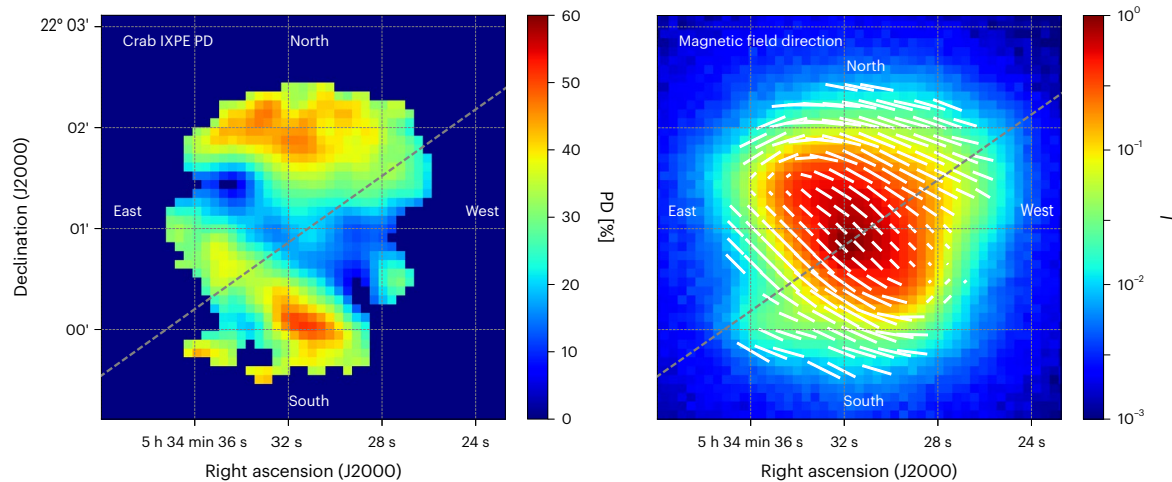 22° 03'
02'
01'
00'
Declination (J2000)
Crab IXPE PD
North
East
West
South
5 h 34 min 36 s
32 s
28 s
24 s
Right ascension (J2000)
60
50
40
30
20
10
0
PD [%]
Magnetic field direction
North
East
West
South
5 h 34 min 36 s
32 s
28 s
24 s
Right ascension (J2000)
10⁰
10⁻¹
10⁻²
10⁻³
I